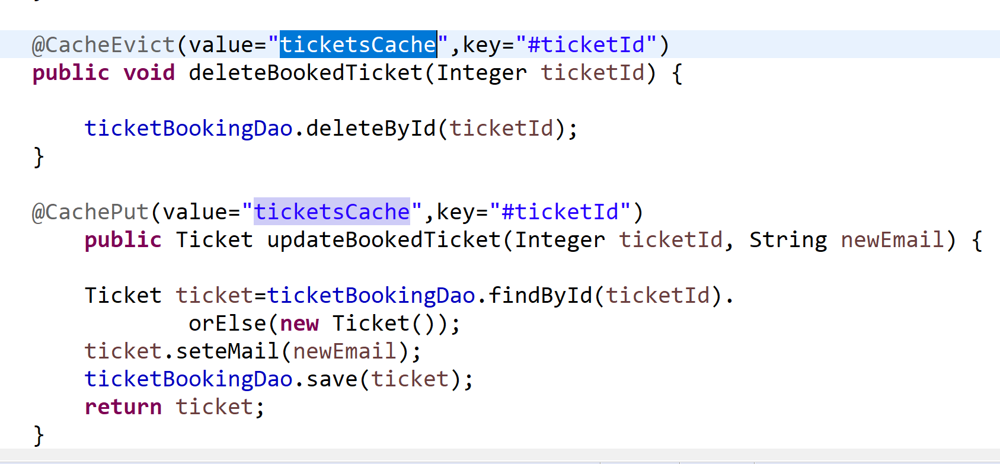 @CacheEvict(value="ticketsCache",key="#ticketId")
public void deleteBookedTicket(Integer ticketId) {
ticketBookingDao.deleteById(ticketId);
}
@CachePut(value="ticketsCache",key="#ticketId")
public Ticket updateBookedTicket(Integer ticketId, String newEmail) {
Ticket ticket=ticketBookingDao.findById(ticketId).
orElse(new Ticket());
ticket.seteMail(newEmail);
ticketBookingDao.save(ticket);
return ticket;
}